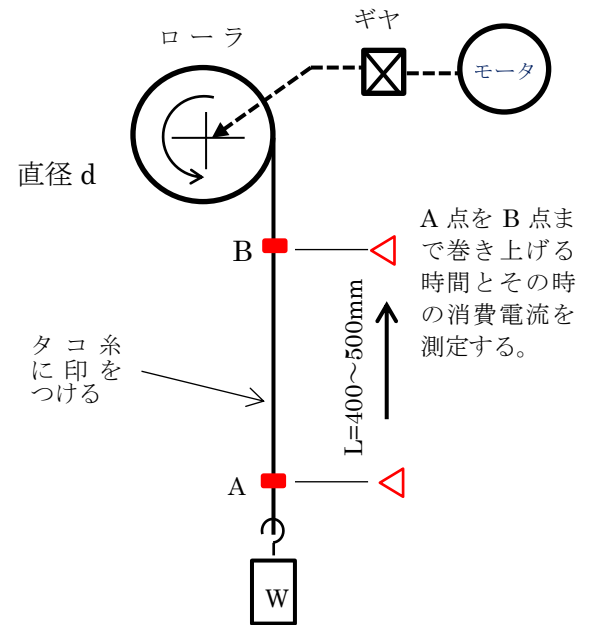 ギヤ
ローラ
モータ
直径 d
A 点を B 点ま
で巻き上げる
時間とその時
の消費電流を
測定する。
B
L=400～500mm
タコ糸
に印を
つける
A
W